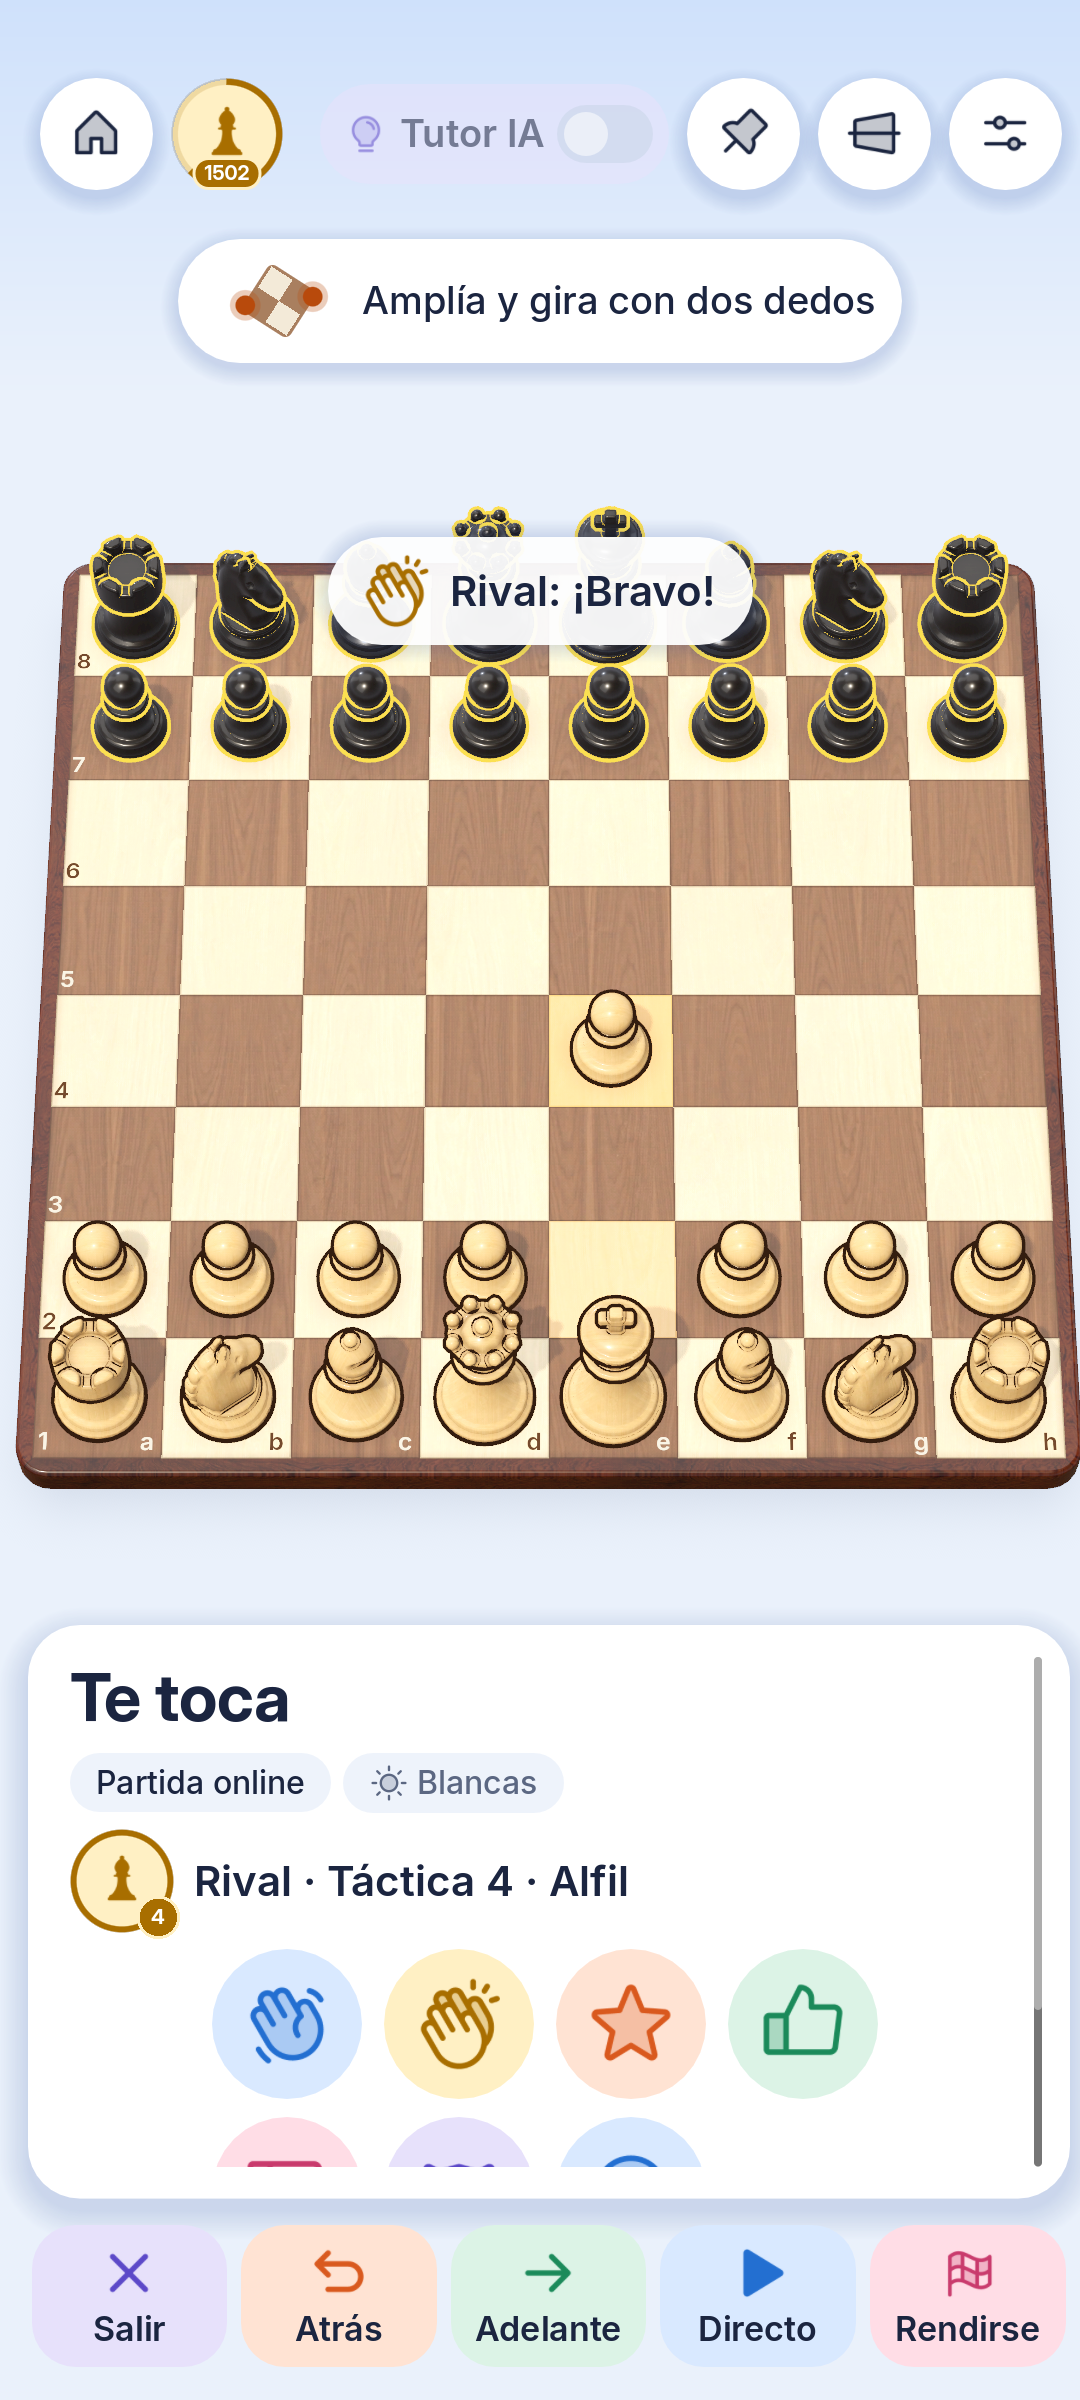 Tutor IA
1502
Amplía y gira con dos dedos
Rival: ¡Bravo!
8
7
6
5
4
3
2
1 a b c d e f g h
Te toca
Partida online
Blancas
4
Rival · Táctica 4 · Alfil
Salir
Atrás
Adelante
Directo
Rendirse